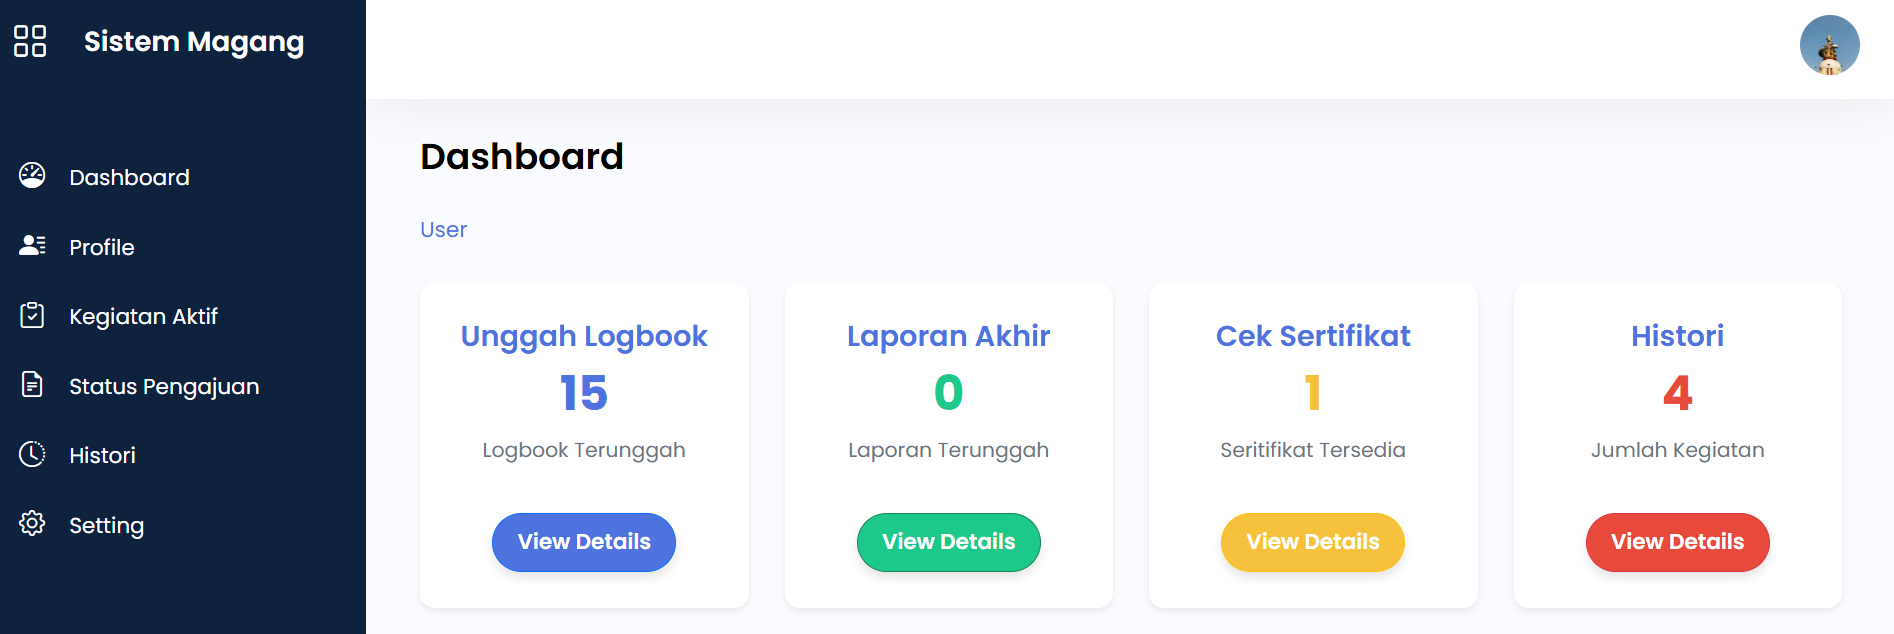 Sistem Magang
Dashboard
Profile
Kegiatan Aktif
Status Pengajuan
Histori
Setting
Dashboard
User
Unggah Logbook
15
Logbook Terunggah
View Details
Laporan Akhir
0
Laporan Terunggah
View Details
Cek Sertifikat
1
Seritifikat Tersedia
View Details
Histori
4
Jumlah Kegiatan
View Details